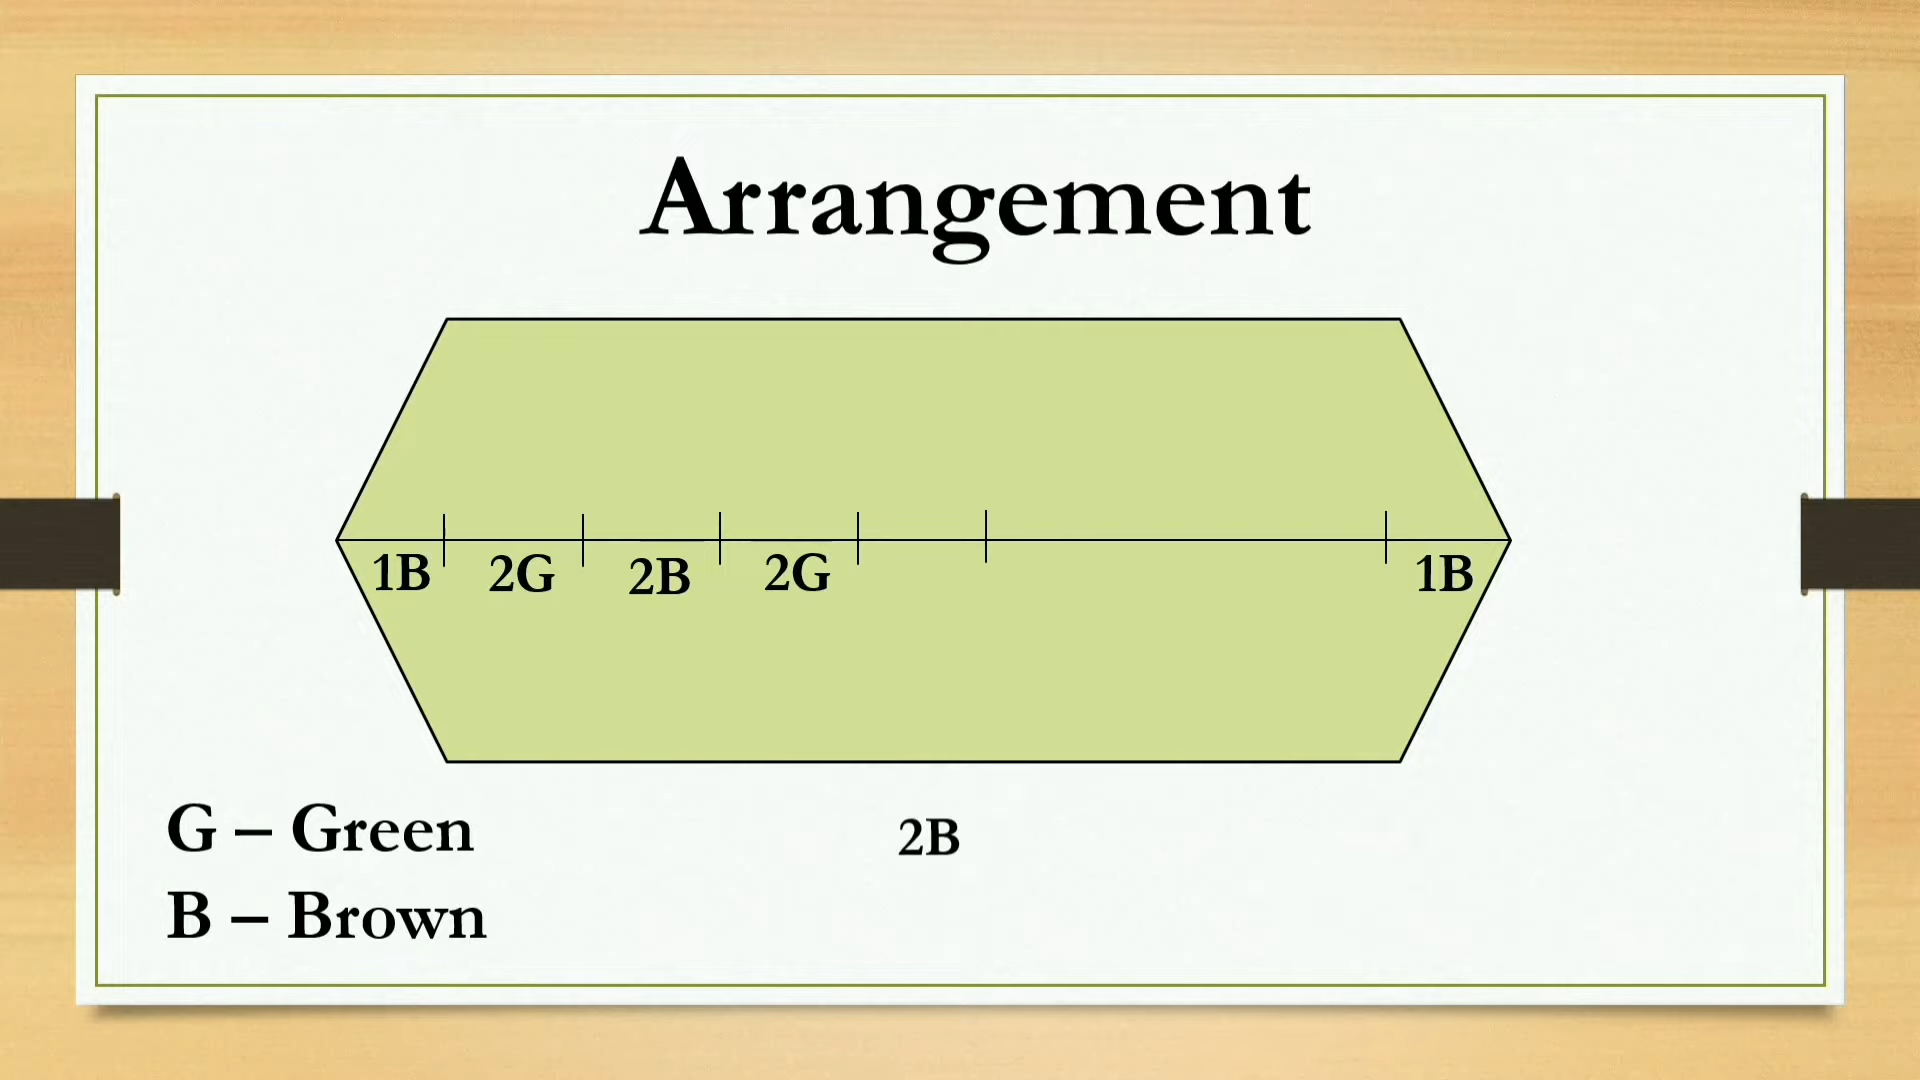 Arrangement
1B 2G 2B 2G 1B
G – Green
2B
B – Brown